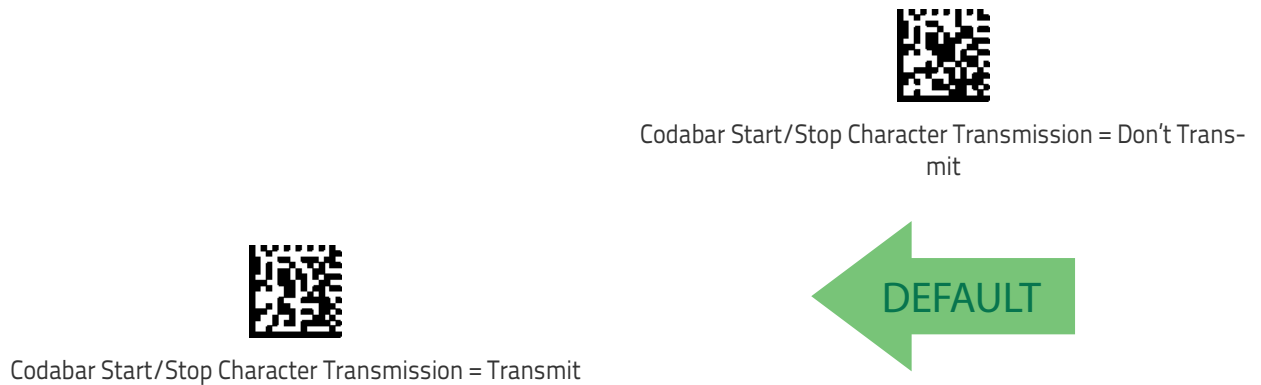 Codabar Start/Stop Character Transmission = Don’t Trans-
mit
DEFAULT
Codabar Start/Stop Character Transmission = Transmit